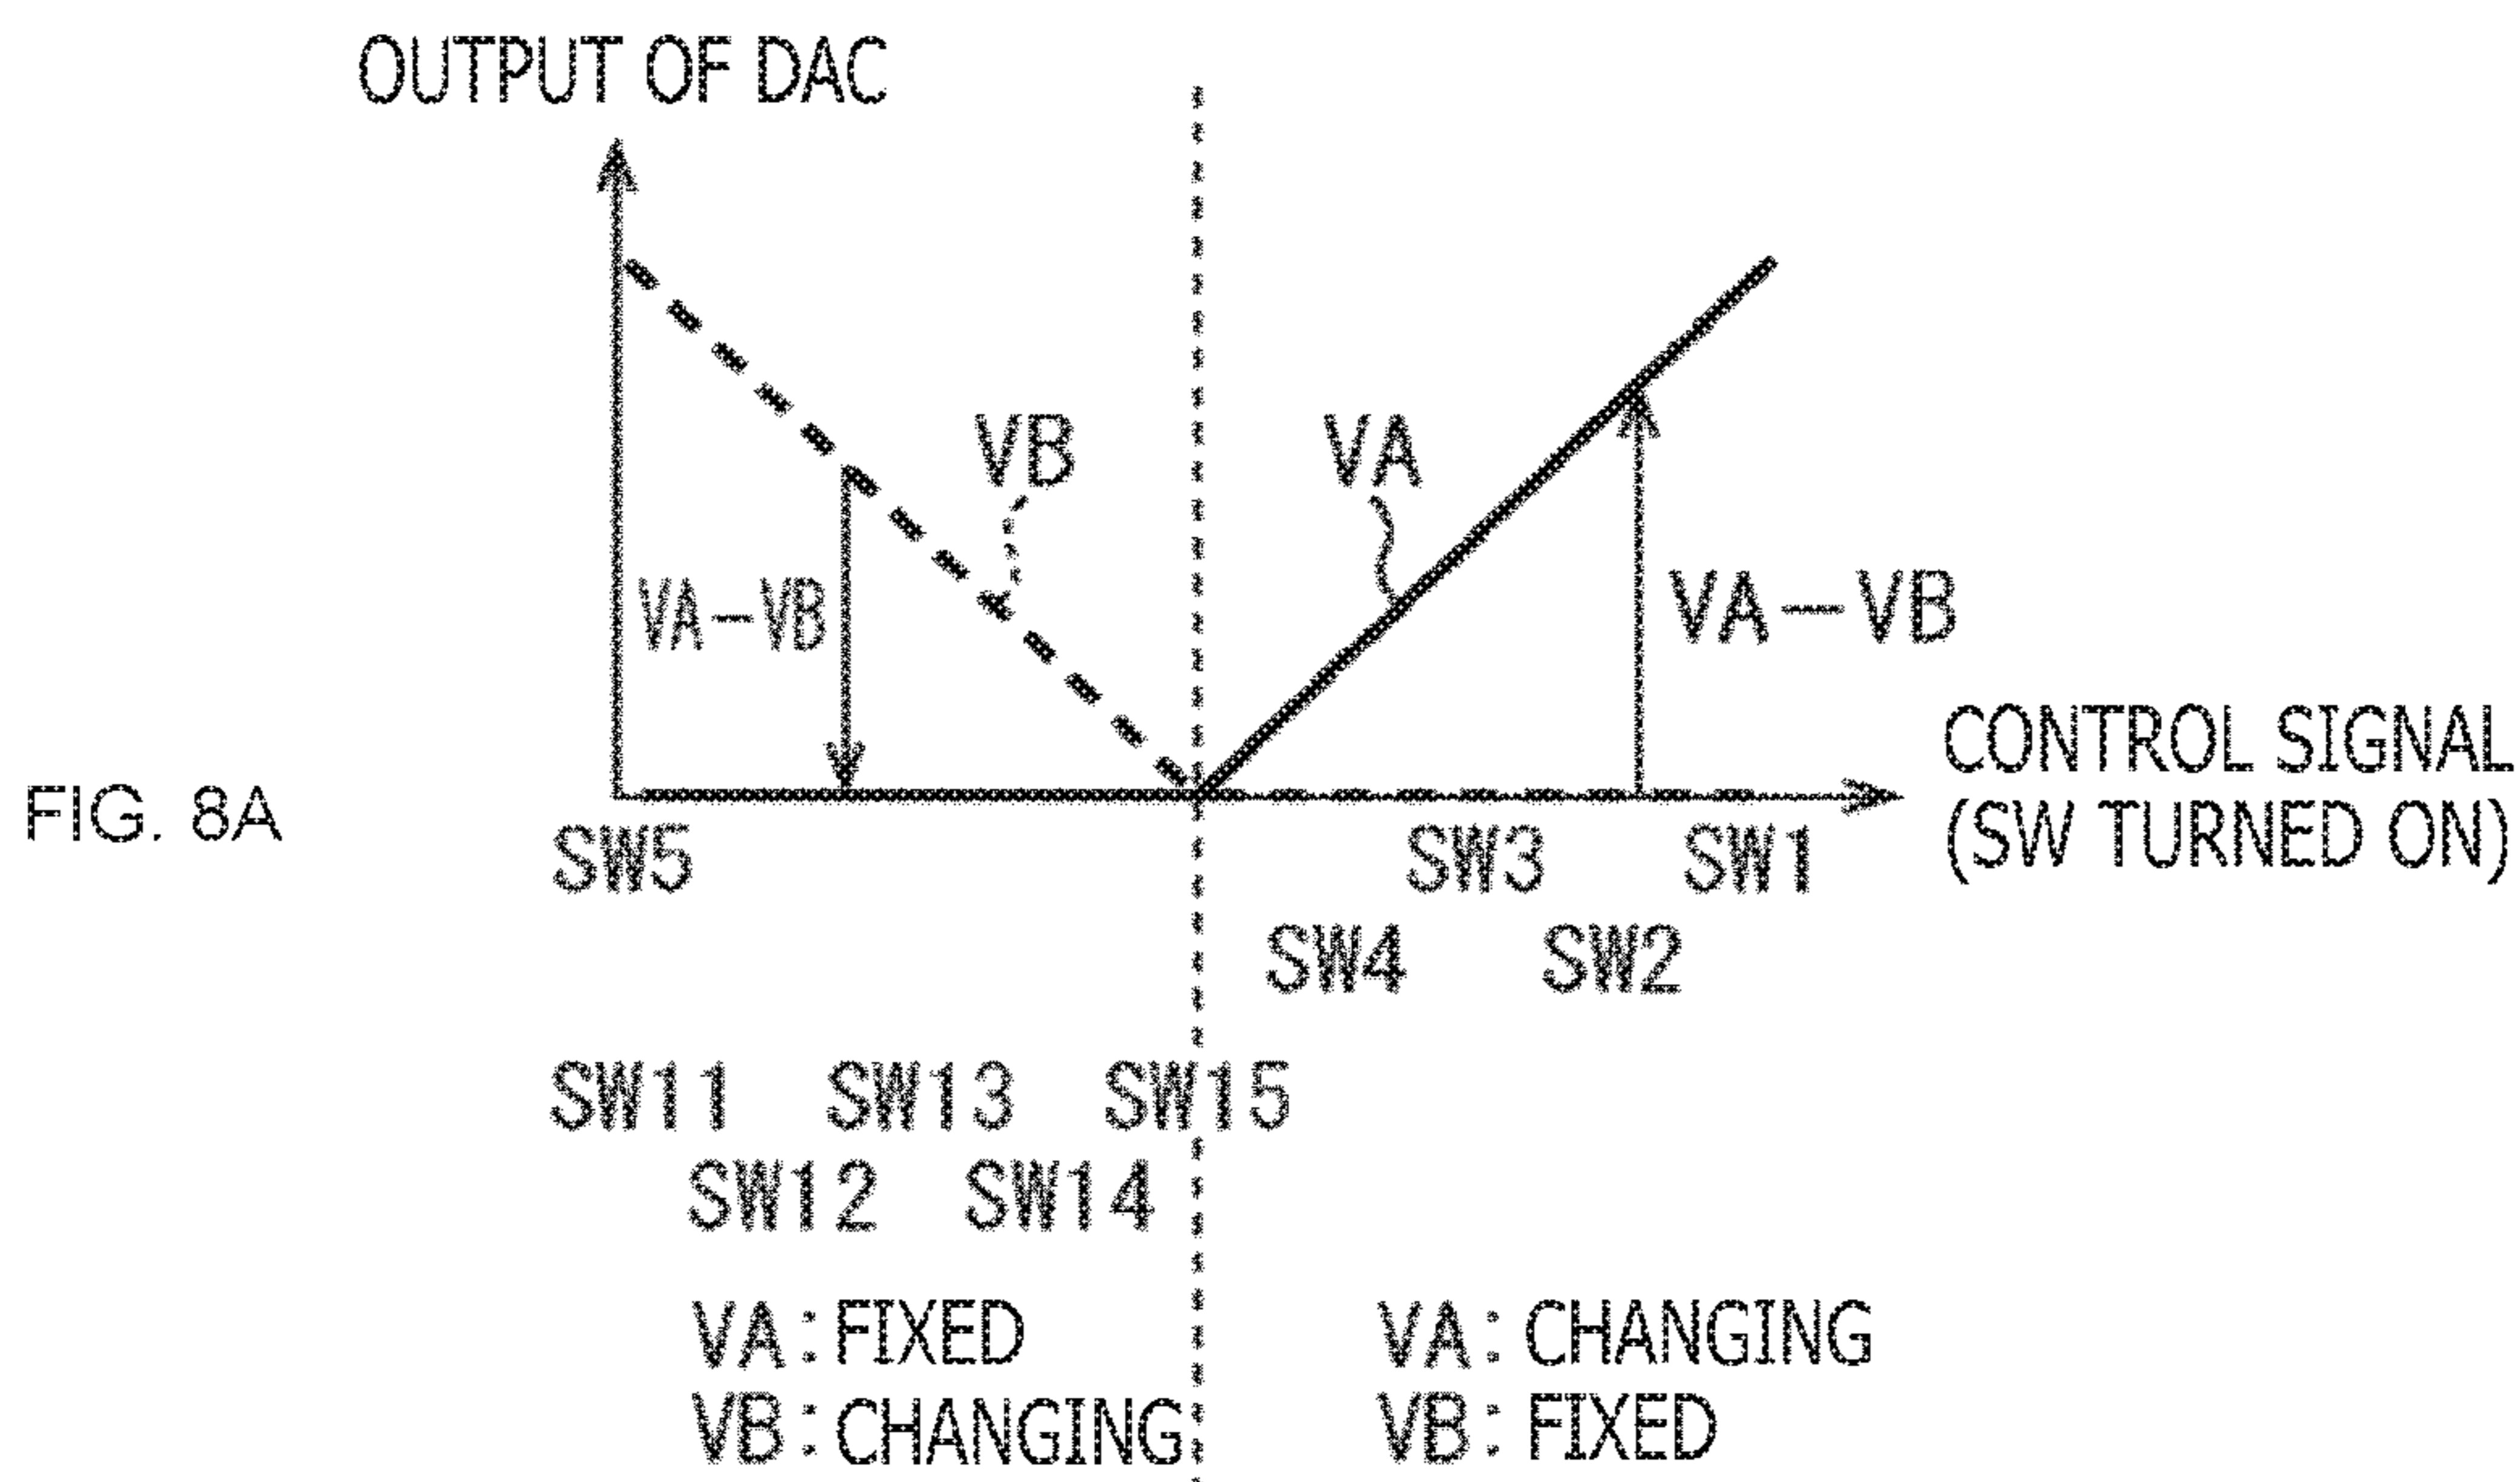 OUTPUT OF DAC
VB
VA
VA-VB
VA-VB
CONTROL SIGNAL
(SW TURNED ON)
FIG. 8A
SW5
SW3
SW1
SW4
SW2
SW11
SW13
SW15
SW12
SW14
VA:FIXED
VB:CHANGING
VA:CHANGING
VB:FIXED